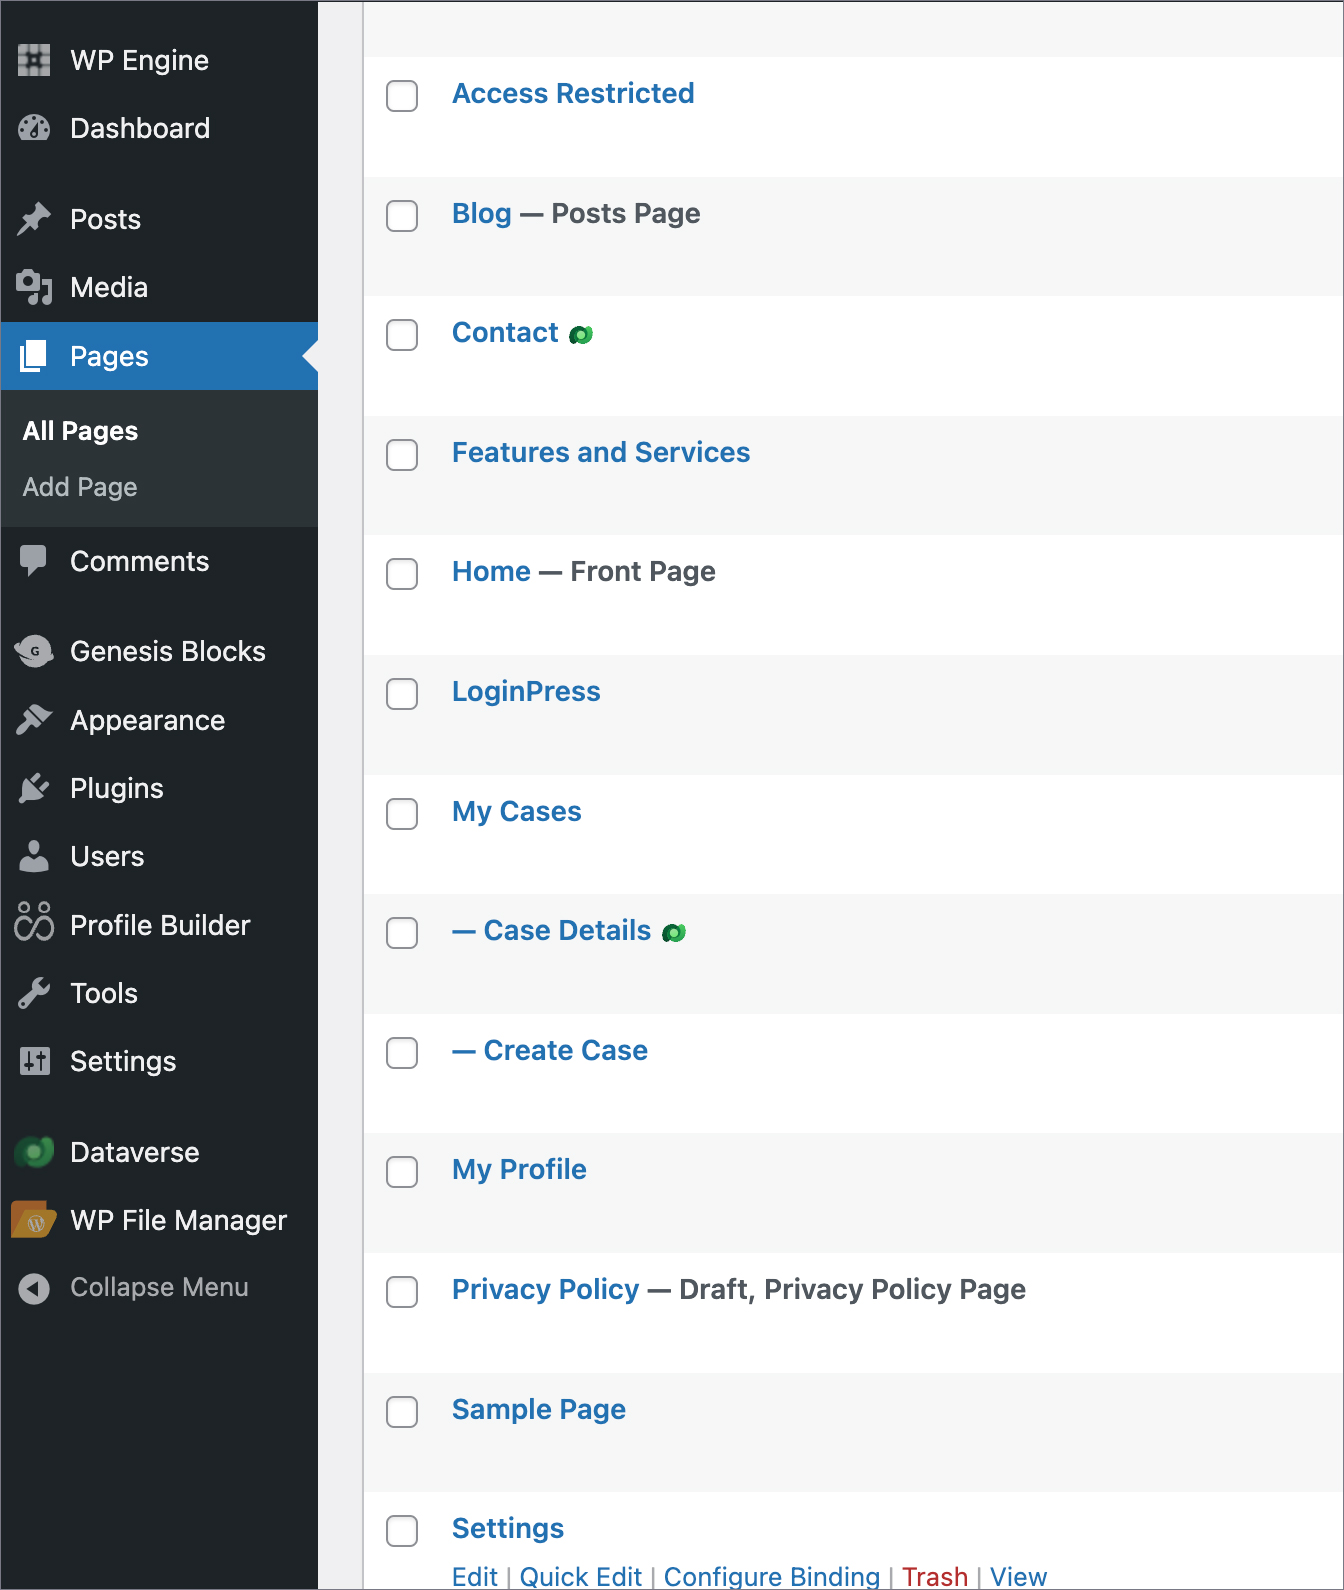 WP Engine
Dashboard
Posts
Media
Pages
All Pages
Add Page
Comments
G
Genesis Blocks
Appearance
Plugins
Users
Profile Builder
Tools
Settings
Dataverse
WP File Manager
Collapse Menu
Access Restricted
Blog — Posts Page
Contact
Features and Services
Home — Front Page
LoginPress
My Cases
— Case Details
— Create Case
My Profile
Privacy Policy — Draft, Privacy Policy Page
Sample Page
Settings
Edit | Quick Edit | Configure Binding | Trash | View